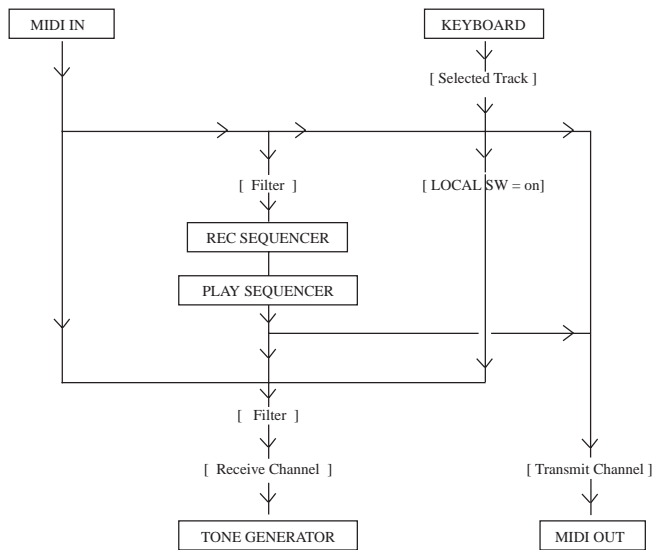 MIDI IN
KEYBOARD
[ Selected Track ]
[ Filter ]
[ LOCAL SW = on]
REC SEQUENCER
PLAY SEQUENCER
[ Filter ]
[ Receive Channel ]
[ Transmit Channel ]
TONE GENERATOR
MIDI OUT